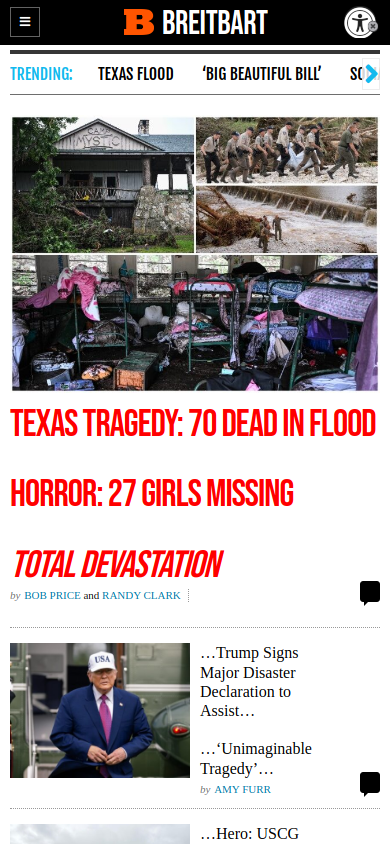 BREITBART
TRENDING:
TEXAS FLOOD
‘BIG BEAUTIFUL BILL’
CAMP MYSTIC
TEXAS TRAGEDY: 70 DEAD IN FLOOD
HORROR: 27 GIRLS MISSING
TOTAL DEVASTATION
by BOB PRICE and RANDY CLARK
USA
…Trump Signs
Major Disaster
Declaration to
Assist…
…‘Unimaginable
Tragedy’…
by AMY FURR
…Hero: USCG